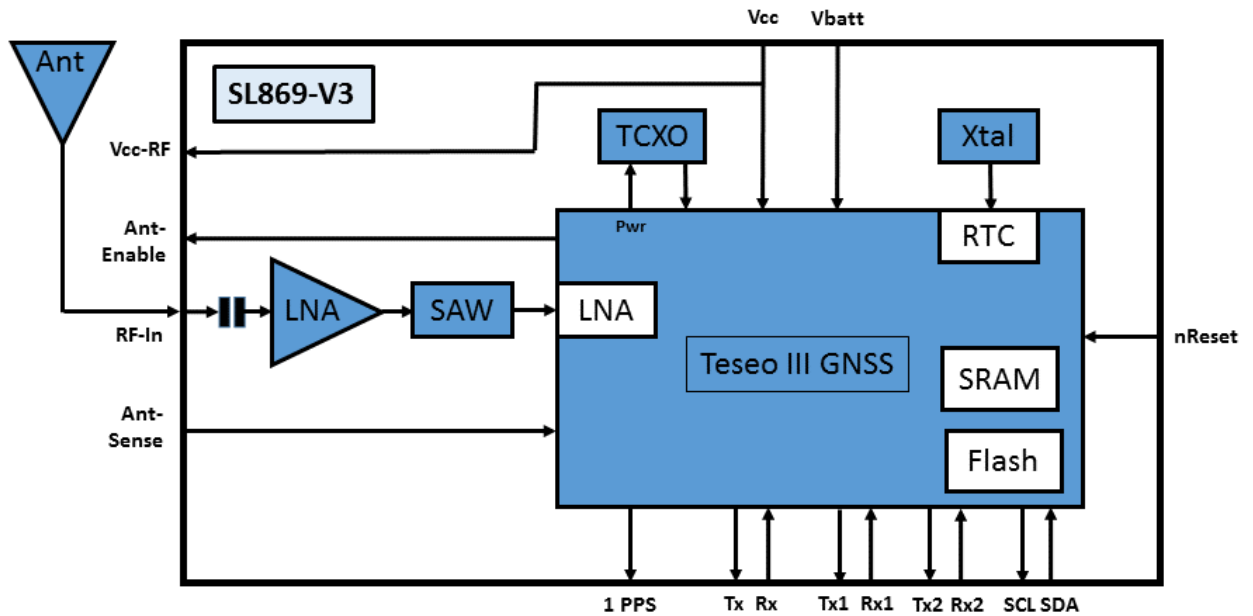 Vcc Vbatt
Ant
SL869-V3
TCXO
Xtal
Vcc-RF
Pwr
RTC
Ant-
Enable
LNA
SAW
LNA
RF-In
nReset
Teseo III GNSS
SRAM
Ant-
Sense
Flash
1 PPS Tx Rx Tx1 Rx1 Tx2 Rx2 SCL SDA